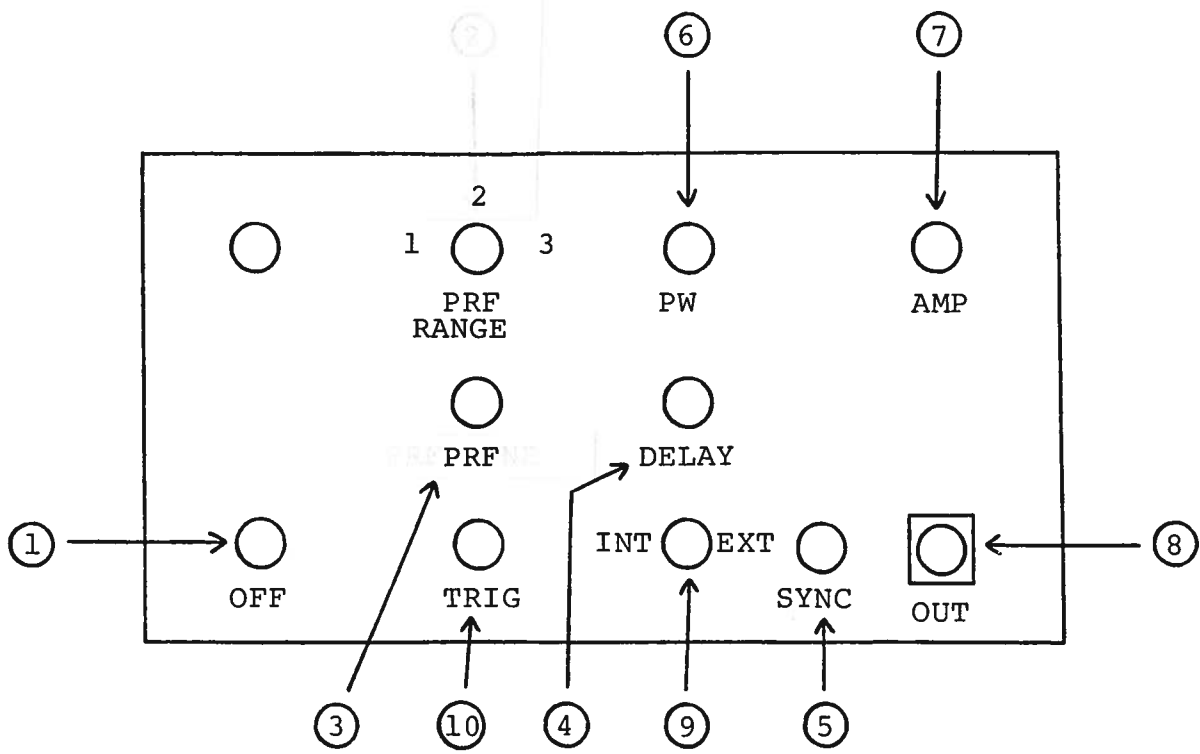 2 6 7
2
1 3
PRF RANGE PW AMP
PRF DELAY
1 INT EXT 8
OFF TRIG SYNC OUT
3 10 4 9 5